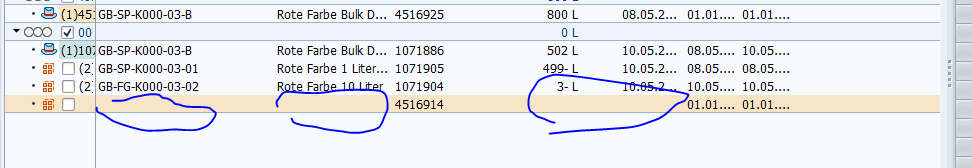 (1)451 GB-SP-K000-03-B Rote Farbe Bulk D... 4516925 800 L 08.05.2... 01.01.... 01.01....
00 0 L
(1)107 GB-SP-K000-03-B Rote Farbe Bulk D... 1071886 502 L 10.05.2... 08.05.... 10.05....
(2) GB-SP-K000-03-01 Rote Farbe 1 Liter... 1071905 499- L 10.05.2... 08.05.... 08.05....
(2) GB-FG-K000-03-02 Rote Farbe 10 Liter 1071904 3- L 10.05.2... 10.05.... 10.05....
4516914 01.01.... 01.01....